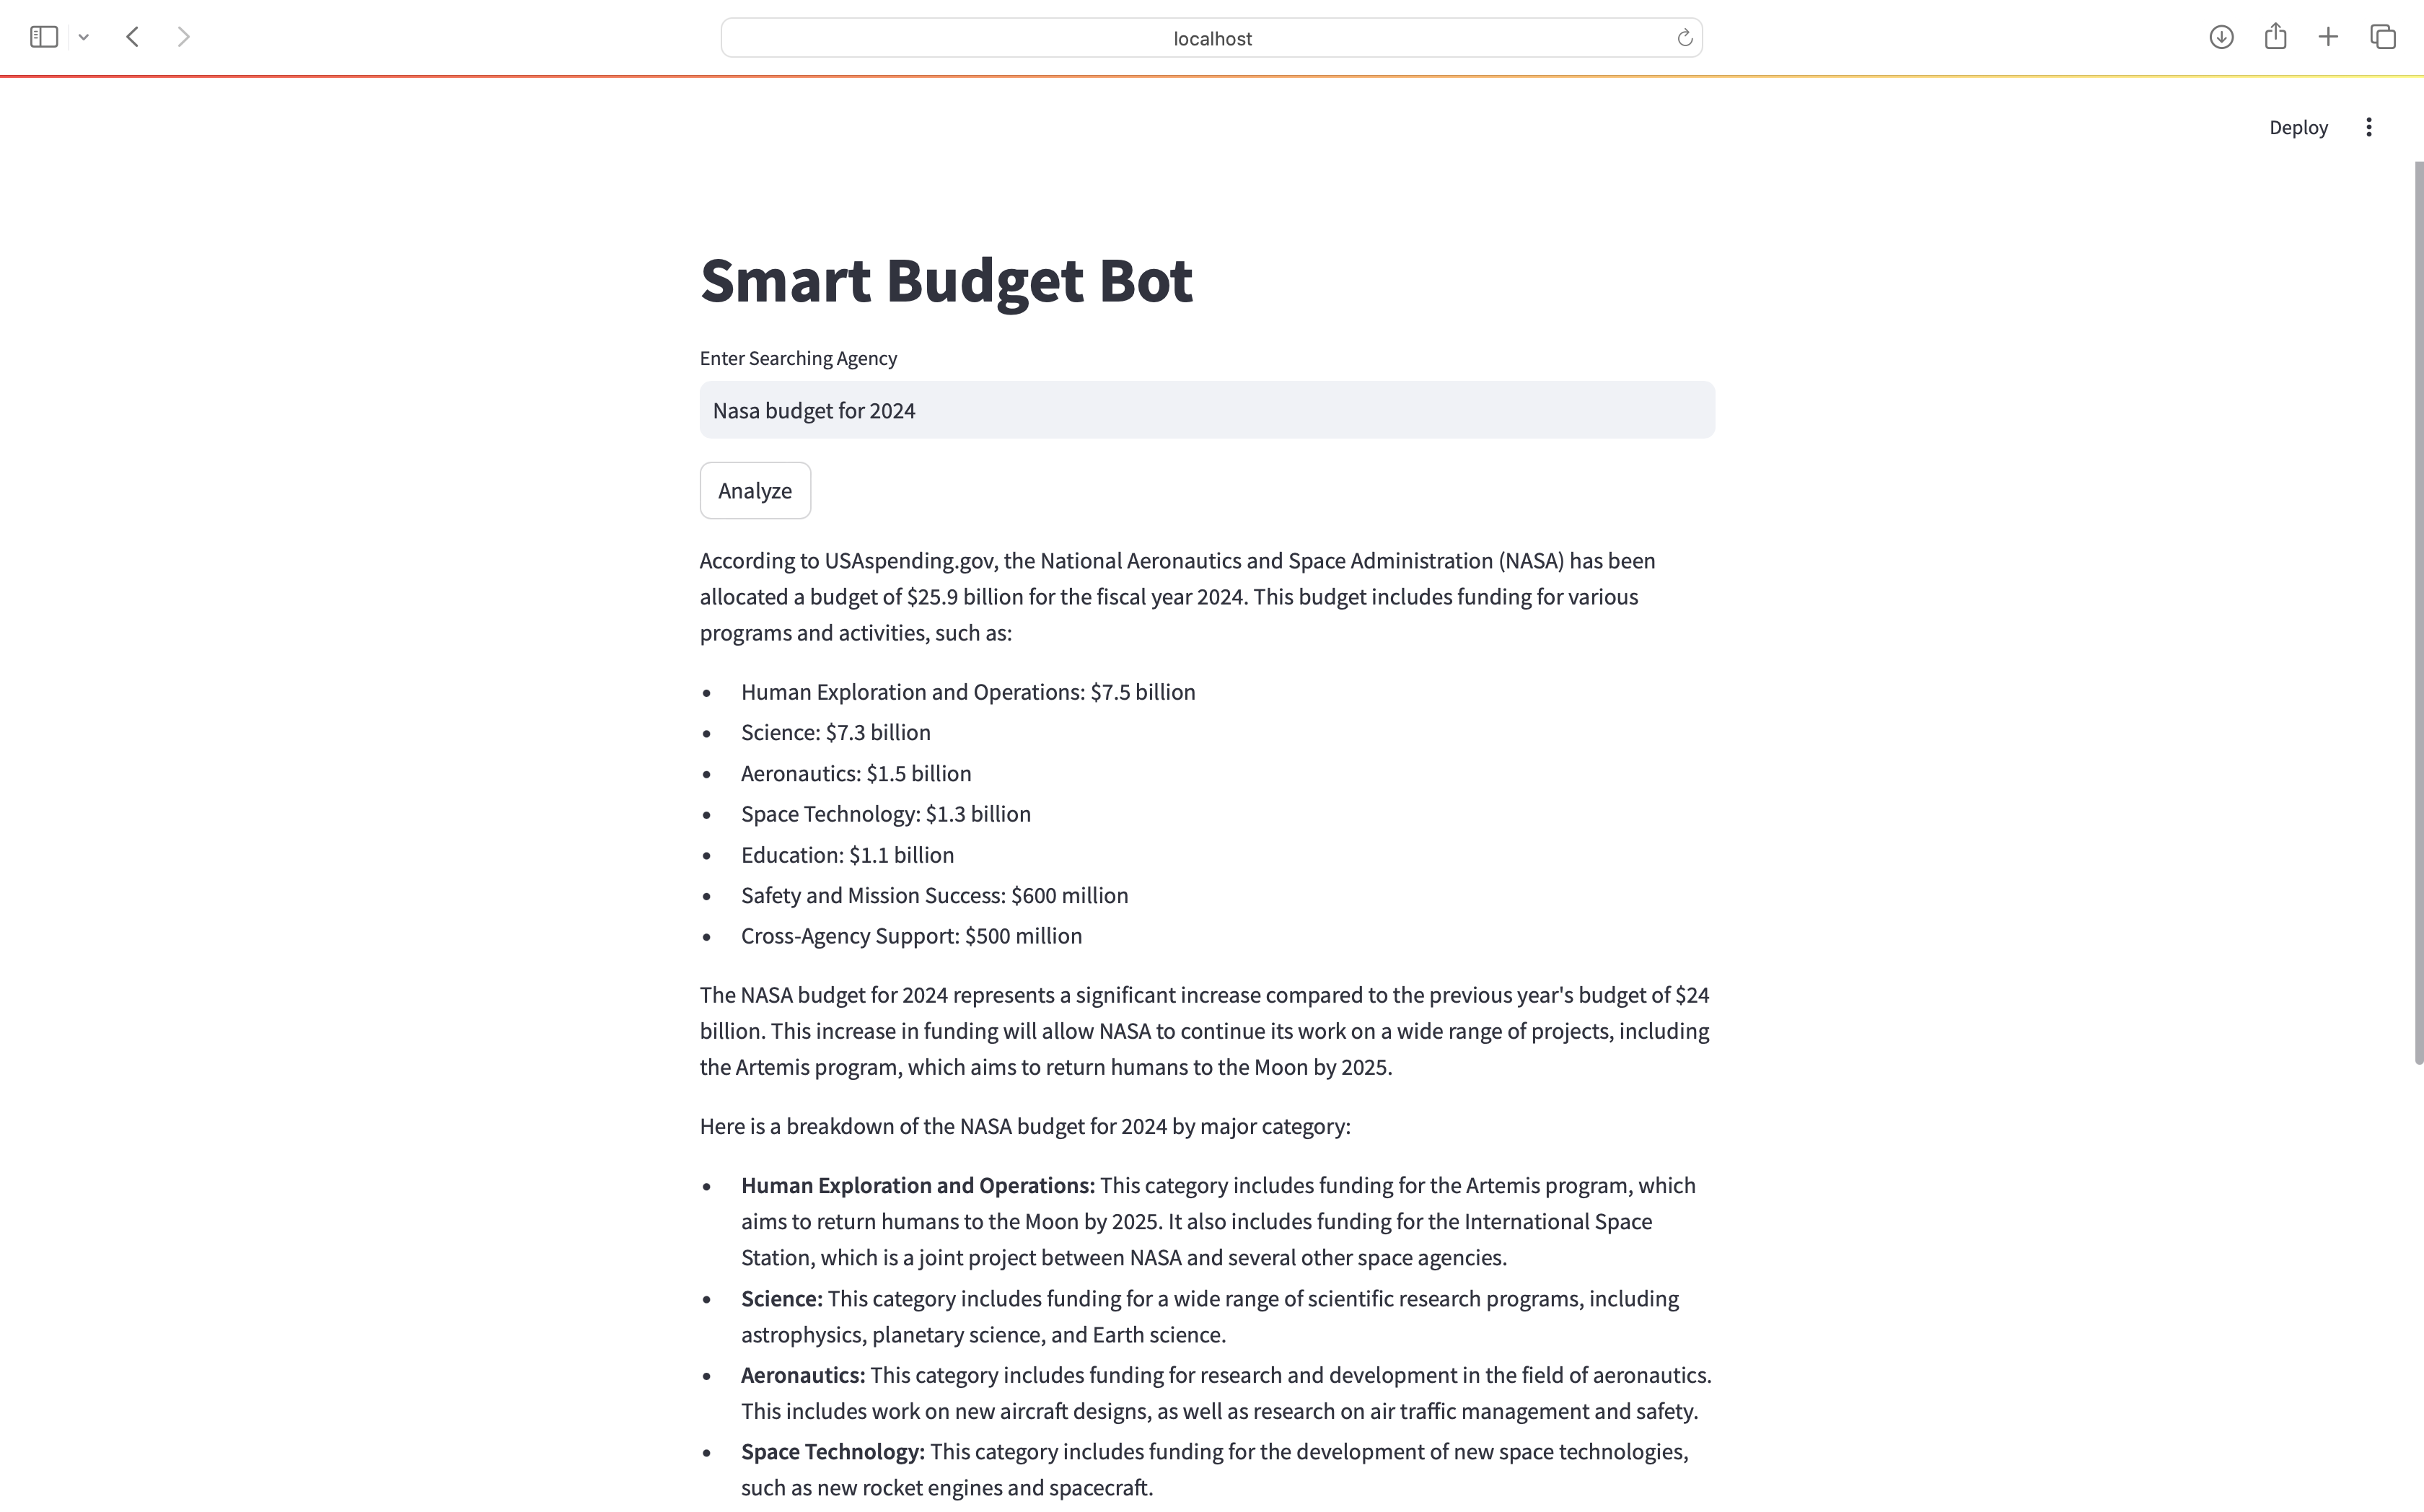 localhost
Deploy
Smart Budget Bot
Enter Searching Agency
Nasa budget for 2024
Analyze
According to USAspending.gov, the National Aeronautics and Space Administration (NASA) has been
allocated a budget of $25.9 billion for the fiscal year 2024. This budget includes funding for various
programs and activities, such as:
• Human Exploration and Operations: $7.5 billion
• Science: $7.3 billion
• Aeronautics: $1.5 billion
• Space Technology: $1.3 billion
• Education: $1.1 billion
• Safety and Mission Success: $600 million
• Cross-Agency Support: $500 million
The NASA budget for 2024 represents a significant increase compared to the previous year's budget of $24
billion. This increase in funding will allow NASA to continue its work on a wide range of projects, including
the Artemis program, which aims to return humans to the Moon by 2025.
Here is a breakdown of the NASA budget for 2024 by major category:
• Human Exploration and Operations: This category includes funding for the Artemis program, which
aims to return humans to the Moon by 2025. It also includes funding for the International Space
Station, which is a joint project between NASA and several other space agencies.
• Science: This category includes funding for a wide range of scientific research programs, including
astrophysics, planetary science, and Earth science.
• Aeronautics: This category includes funding for research and development in the field of aeronautics.
This includes work on new aircraft designs, as well as research on air traffic management and safety.
• Space Technology: This category includes funding for the development of new space technologies,
such as new rocket engines and spacecraft.